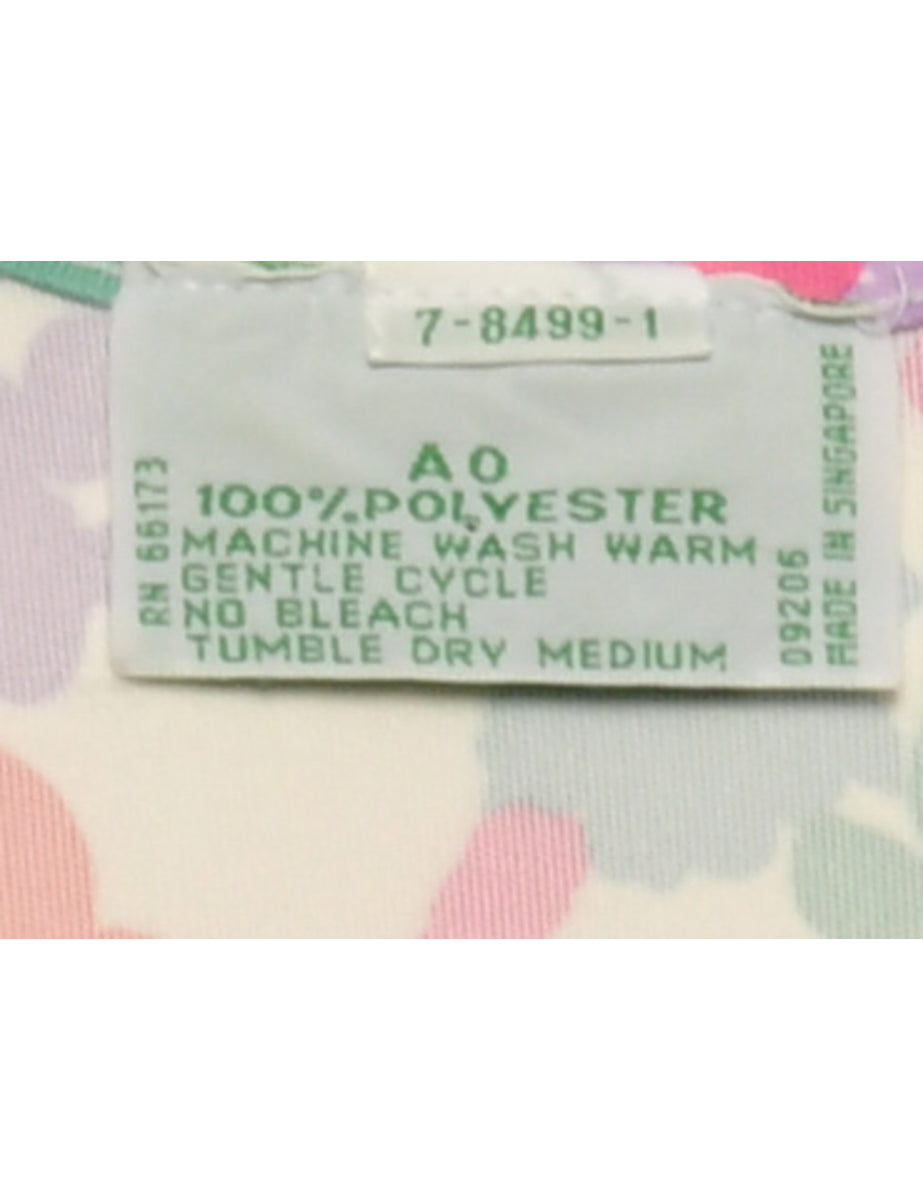 7-8499-1
A0
100% POLYESTER
MACHINE WASH WARM
GENTLE CYCLE
NO BLEACH
TUMBLE DRY MEDIUM
RN 66173
09206
MADE IN SINGAPORE